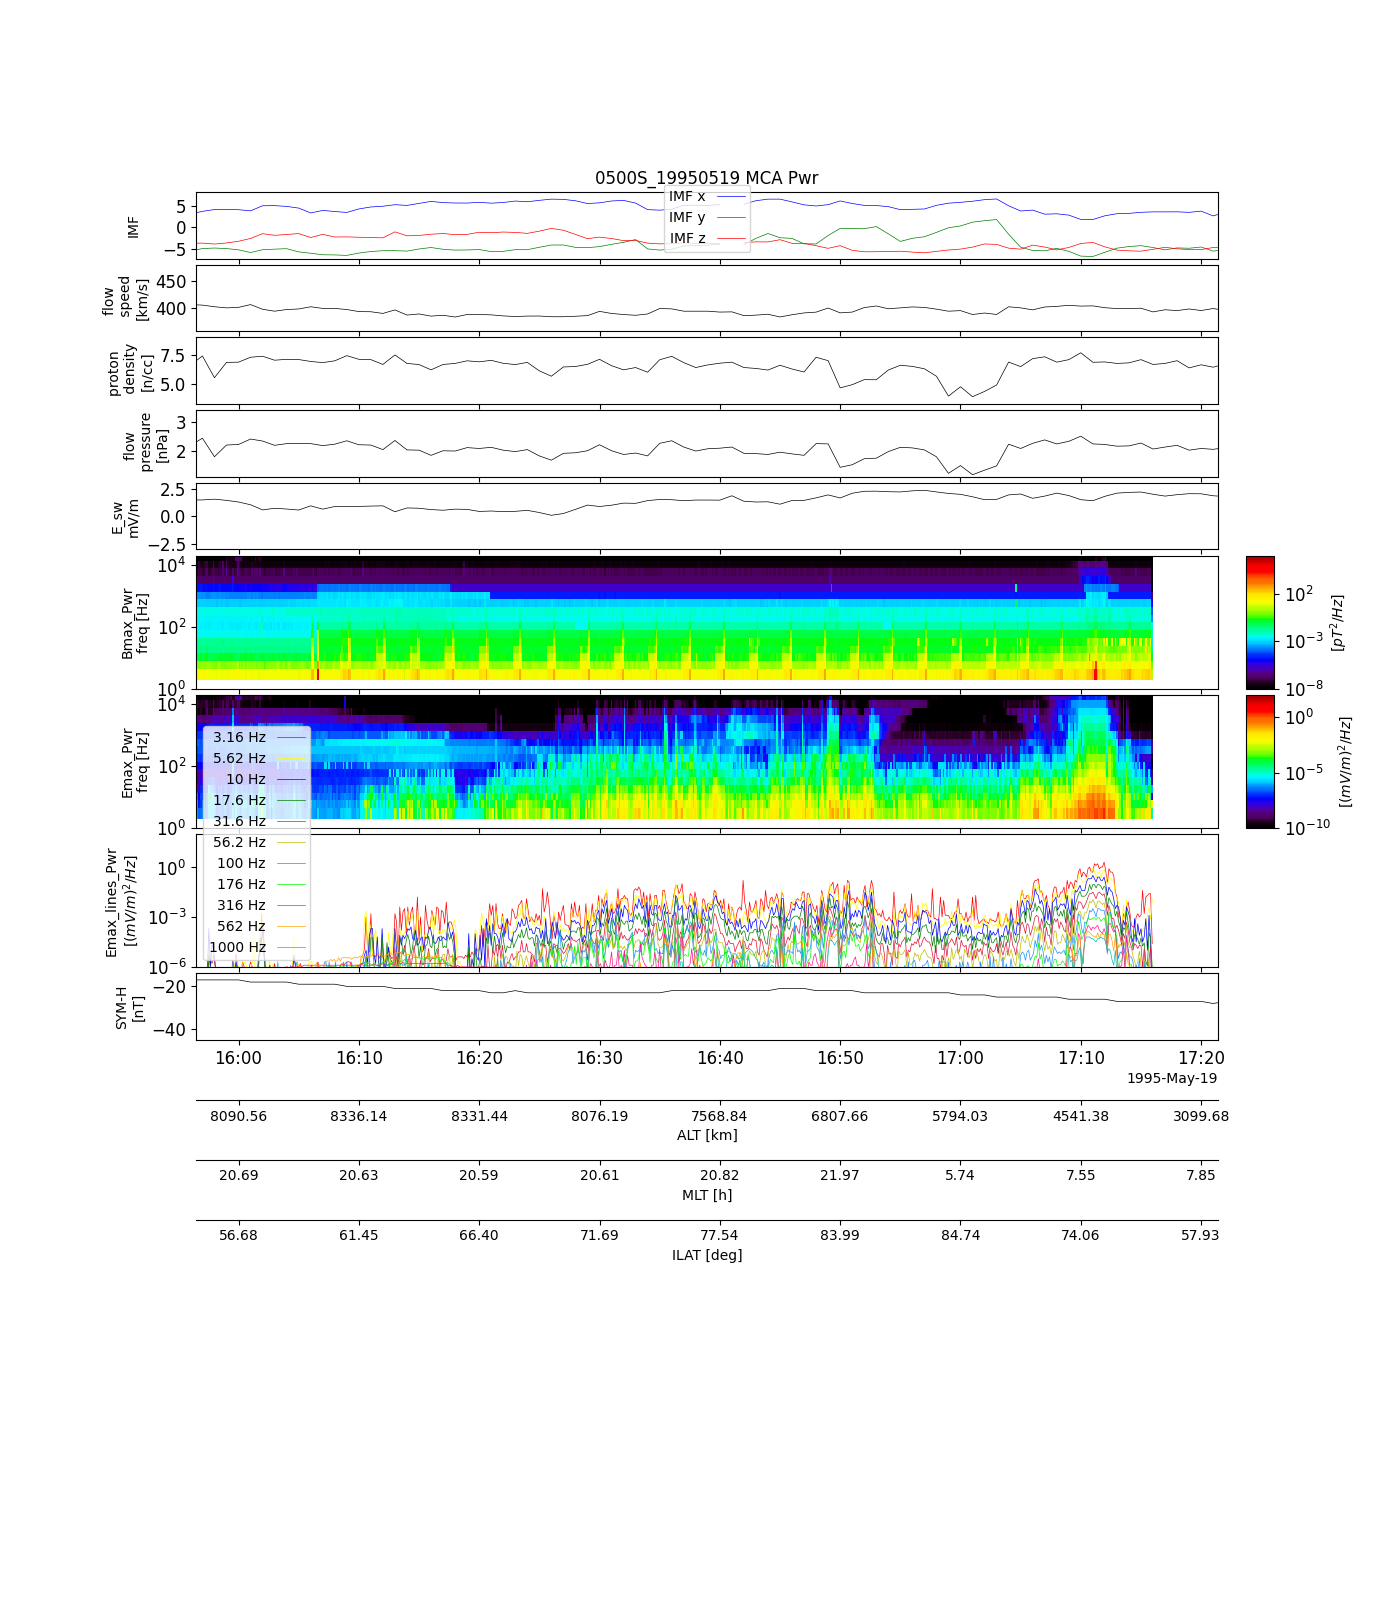 0500S_19950519 MCA Pwr
IMF
5
0
−5
IMF x
IMF y
IMF z
flow
speed
[km/s]
450
400
proton
density
[n/cc]
7.5
5.0
flow
pressure
[nPa]
3
2
E_sw
mV/m
2.5
0.0
−2.5
Bmax_Pwr
freq [Hz]
10^4
10^2
10^0
10^2
10^−3
10^−8
[pT^2/Hz]
Emax_Pwr
freq [Hz]
10^4
10^2
10^0
10^0
10^−5
10^−10
[(mV/m)^2/Hz]
3.16 Hz
5.62 Hz
10 Hz
17.6 Hz
31.6 Hz
56.2 Hz
100 Hz
176 Hz
316 Hz
562 Hz
1000 Hz
Emax_lines_Pwr
[(mV/m)^2/Hz]
10^0
10^−3
10^−6
SYM-H
[nT]
−20
−40
16:00 16:10 16:20 16:30 16:40 16:50 17:00 17:10 17:20
1995-May-19
8090.56 8336.14 8331.44 8076.19 7568.84 6807.66 5794.03 4541.38 3099.68
ALT [km]
20.69 20.63 20.59 20.61 20.82 21.97 5.74 7.55 7.85
MLT [h]
56.68 61.45 66.40 71.69 77.54 83.99 84.74 74.06 57.93
ILAT [deg]